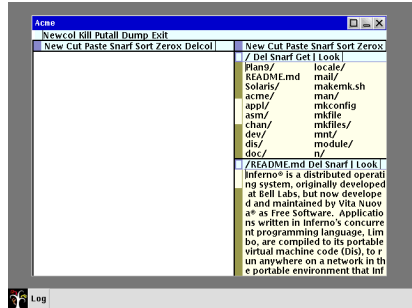 Acme
Newcol Kill Putall Dump Exit
New Cut Paste Snarf Sort Zerox Delcol
New Cut Paste Snarf Sort Zerox
/ Del Snarf Get | Look
Plan9/ locale/
README.md mail/
Solaris/ makemk.sh
acme/ man/
appl/ mkconfig
asm/ mkfile
chan/ mkfiles/
dev/ mnt/
dis/ module/
doc/ n/
/README.md Del Snarf | Look
Inferno® is a distributed operati
ng system, originally developed
at Bell Labs, but now develope
d and maintained by Vita Nuov
a® as Free Software. Applicatio
ns written in Inferno's concurre
nt programming language, Lim
bo, are compiled to its portable
virtual machine code (Dis), to r
un anywhere on a network in th
e portable environment that Inf
Log